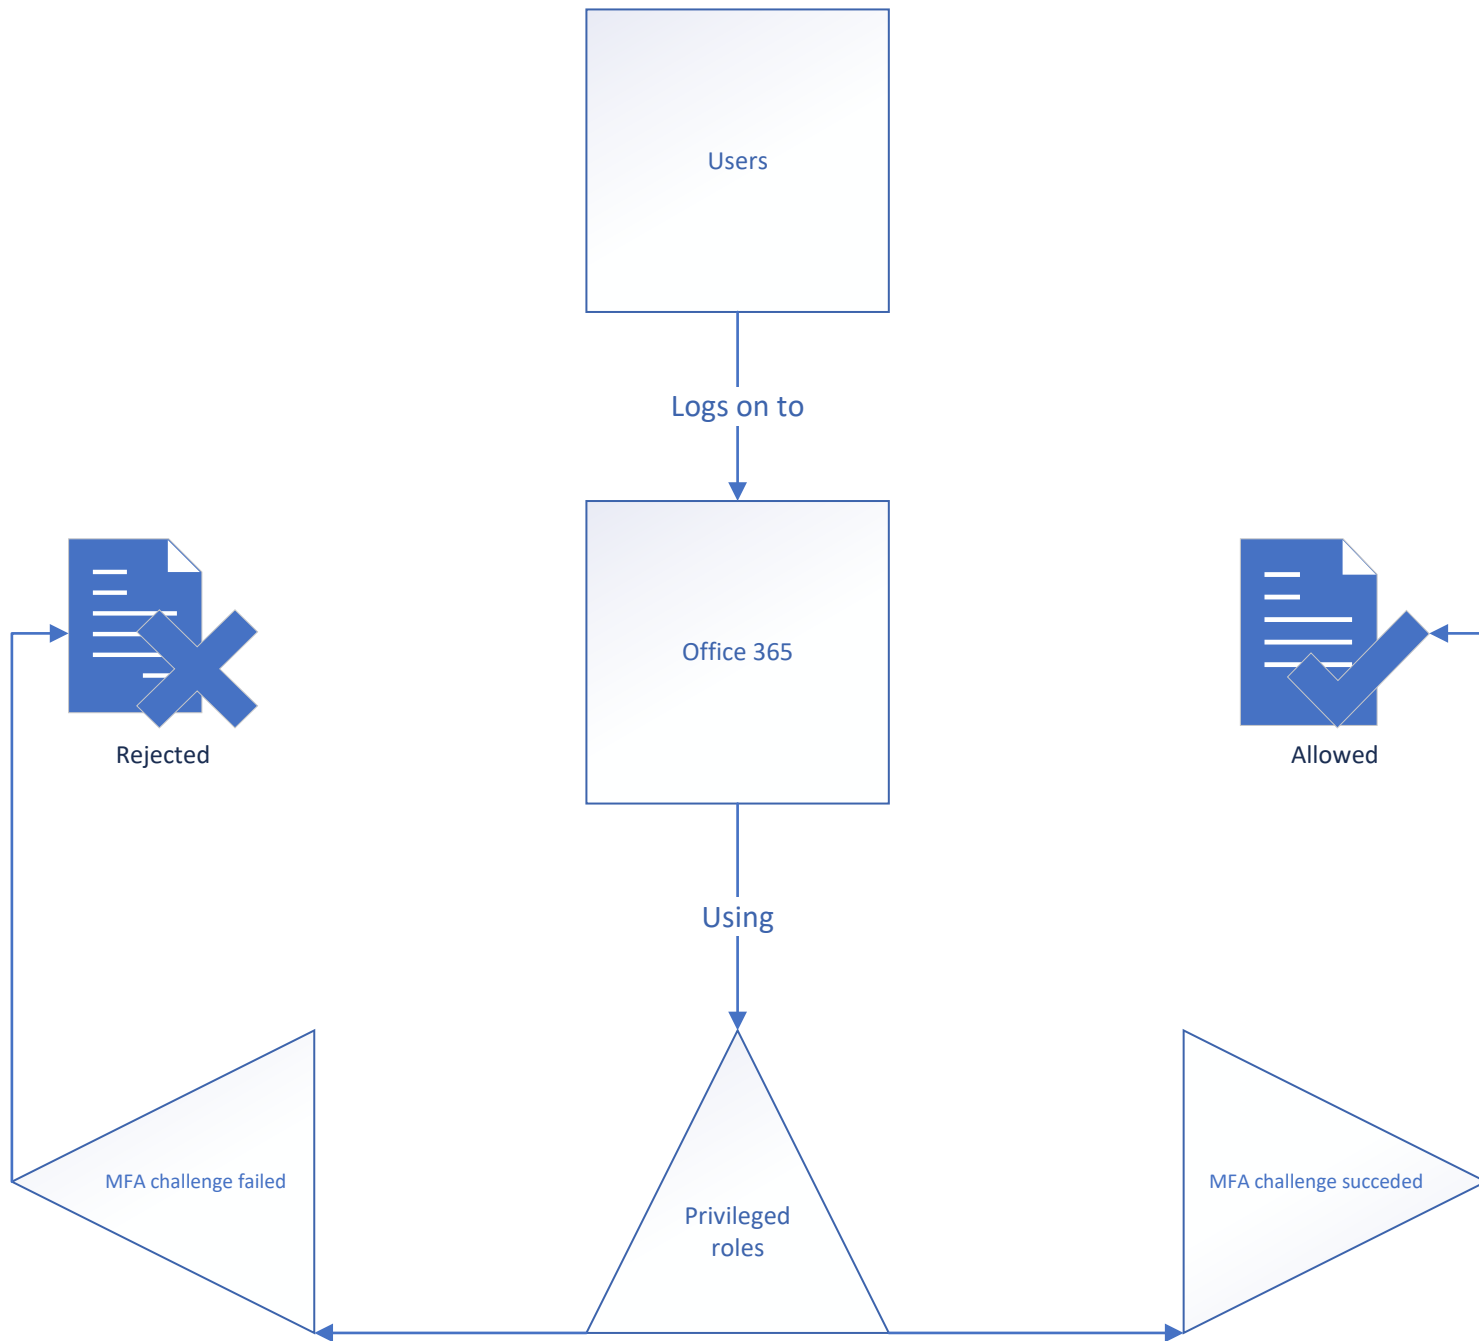 Users
Logs on to
Office 365
Rejected
Allowed
Using
MFA challenge failed
Privileged
roles
MFA challenge succeded